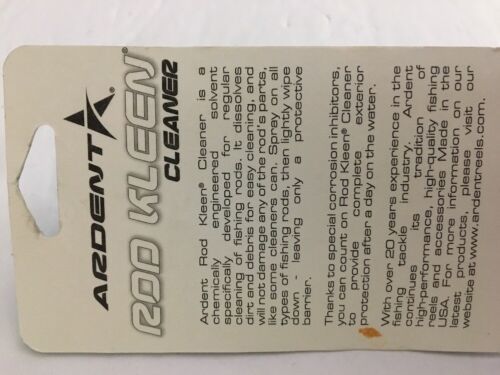 ARDENT
ROD KLEEN®
CLEANER
Ardent Rod Kleen® Cleaner is a
chemically engineered solvent
specifically developed for regular
cleaning of fishing rods. It dissolves
dirt and debris for easy cleaning, and
will not damage any of the rod's parts,
like some cleaners can. Spray on all
types of fishing rods, then lightly wipe
down - leaving only a protective
barrier.
Thanks to special corrosion inhibitors,
you can count on Rod Kleen® Cleaner
to provide complete exterior
protection after a day on the water.
With over 20 years experience in the
fishing tackle industry, Ardent
continues its tradition of
high-performance, high-quality fishing
reels and accessories Made in the
USA. For more information on our
latest products, please visit our
website at www.ardentreels.com.